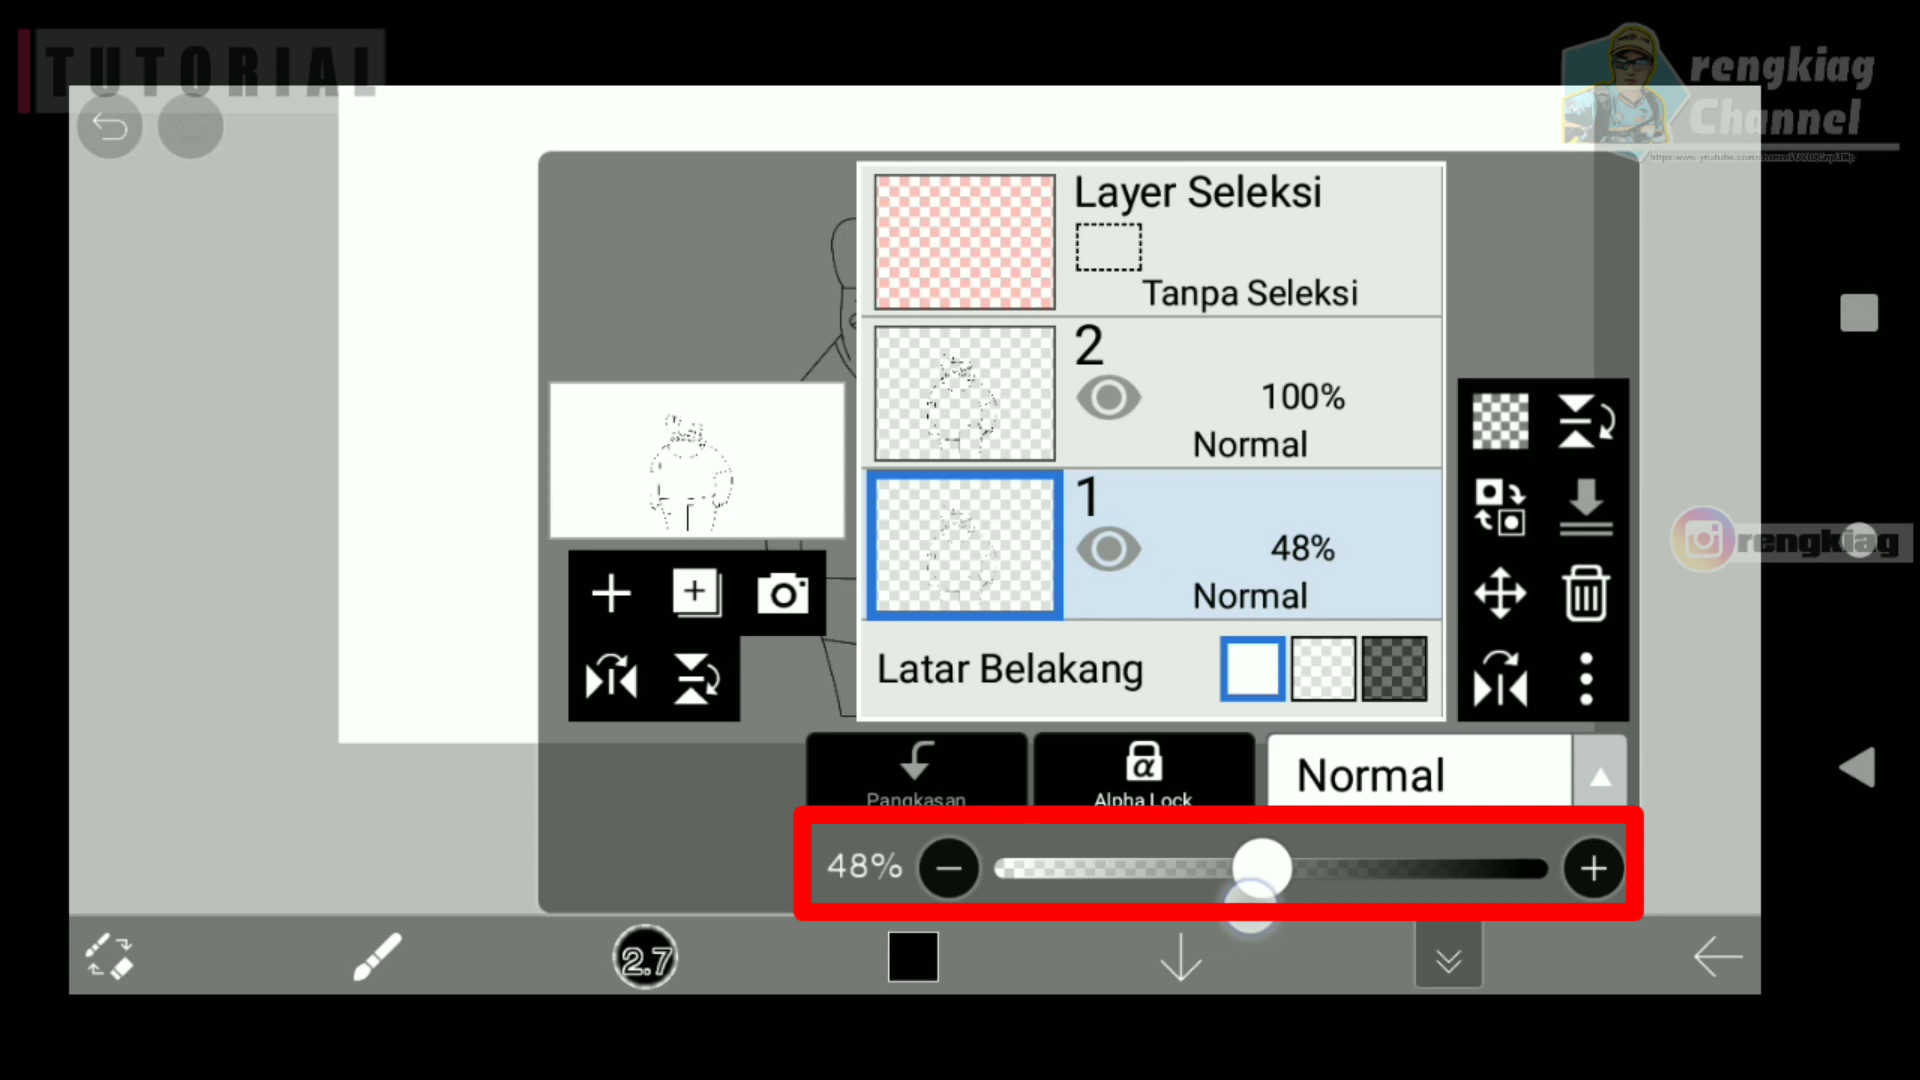 TUTORIAL
rengkiag
Channel
Layer Seleksi
Tanpa Seleksi
2
100%
Normal
1
48%
Normal
Latar Belakang
rengkiag
Pangkasan
α
Alpha Lock
Normal
48%
2.7